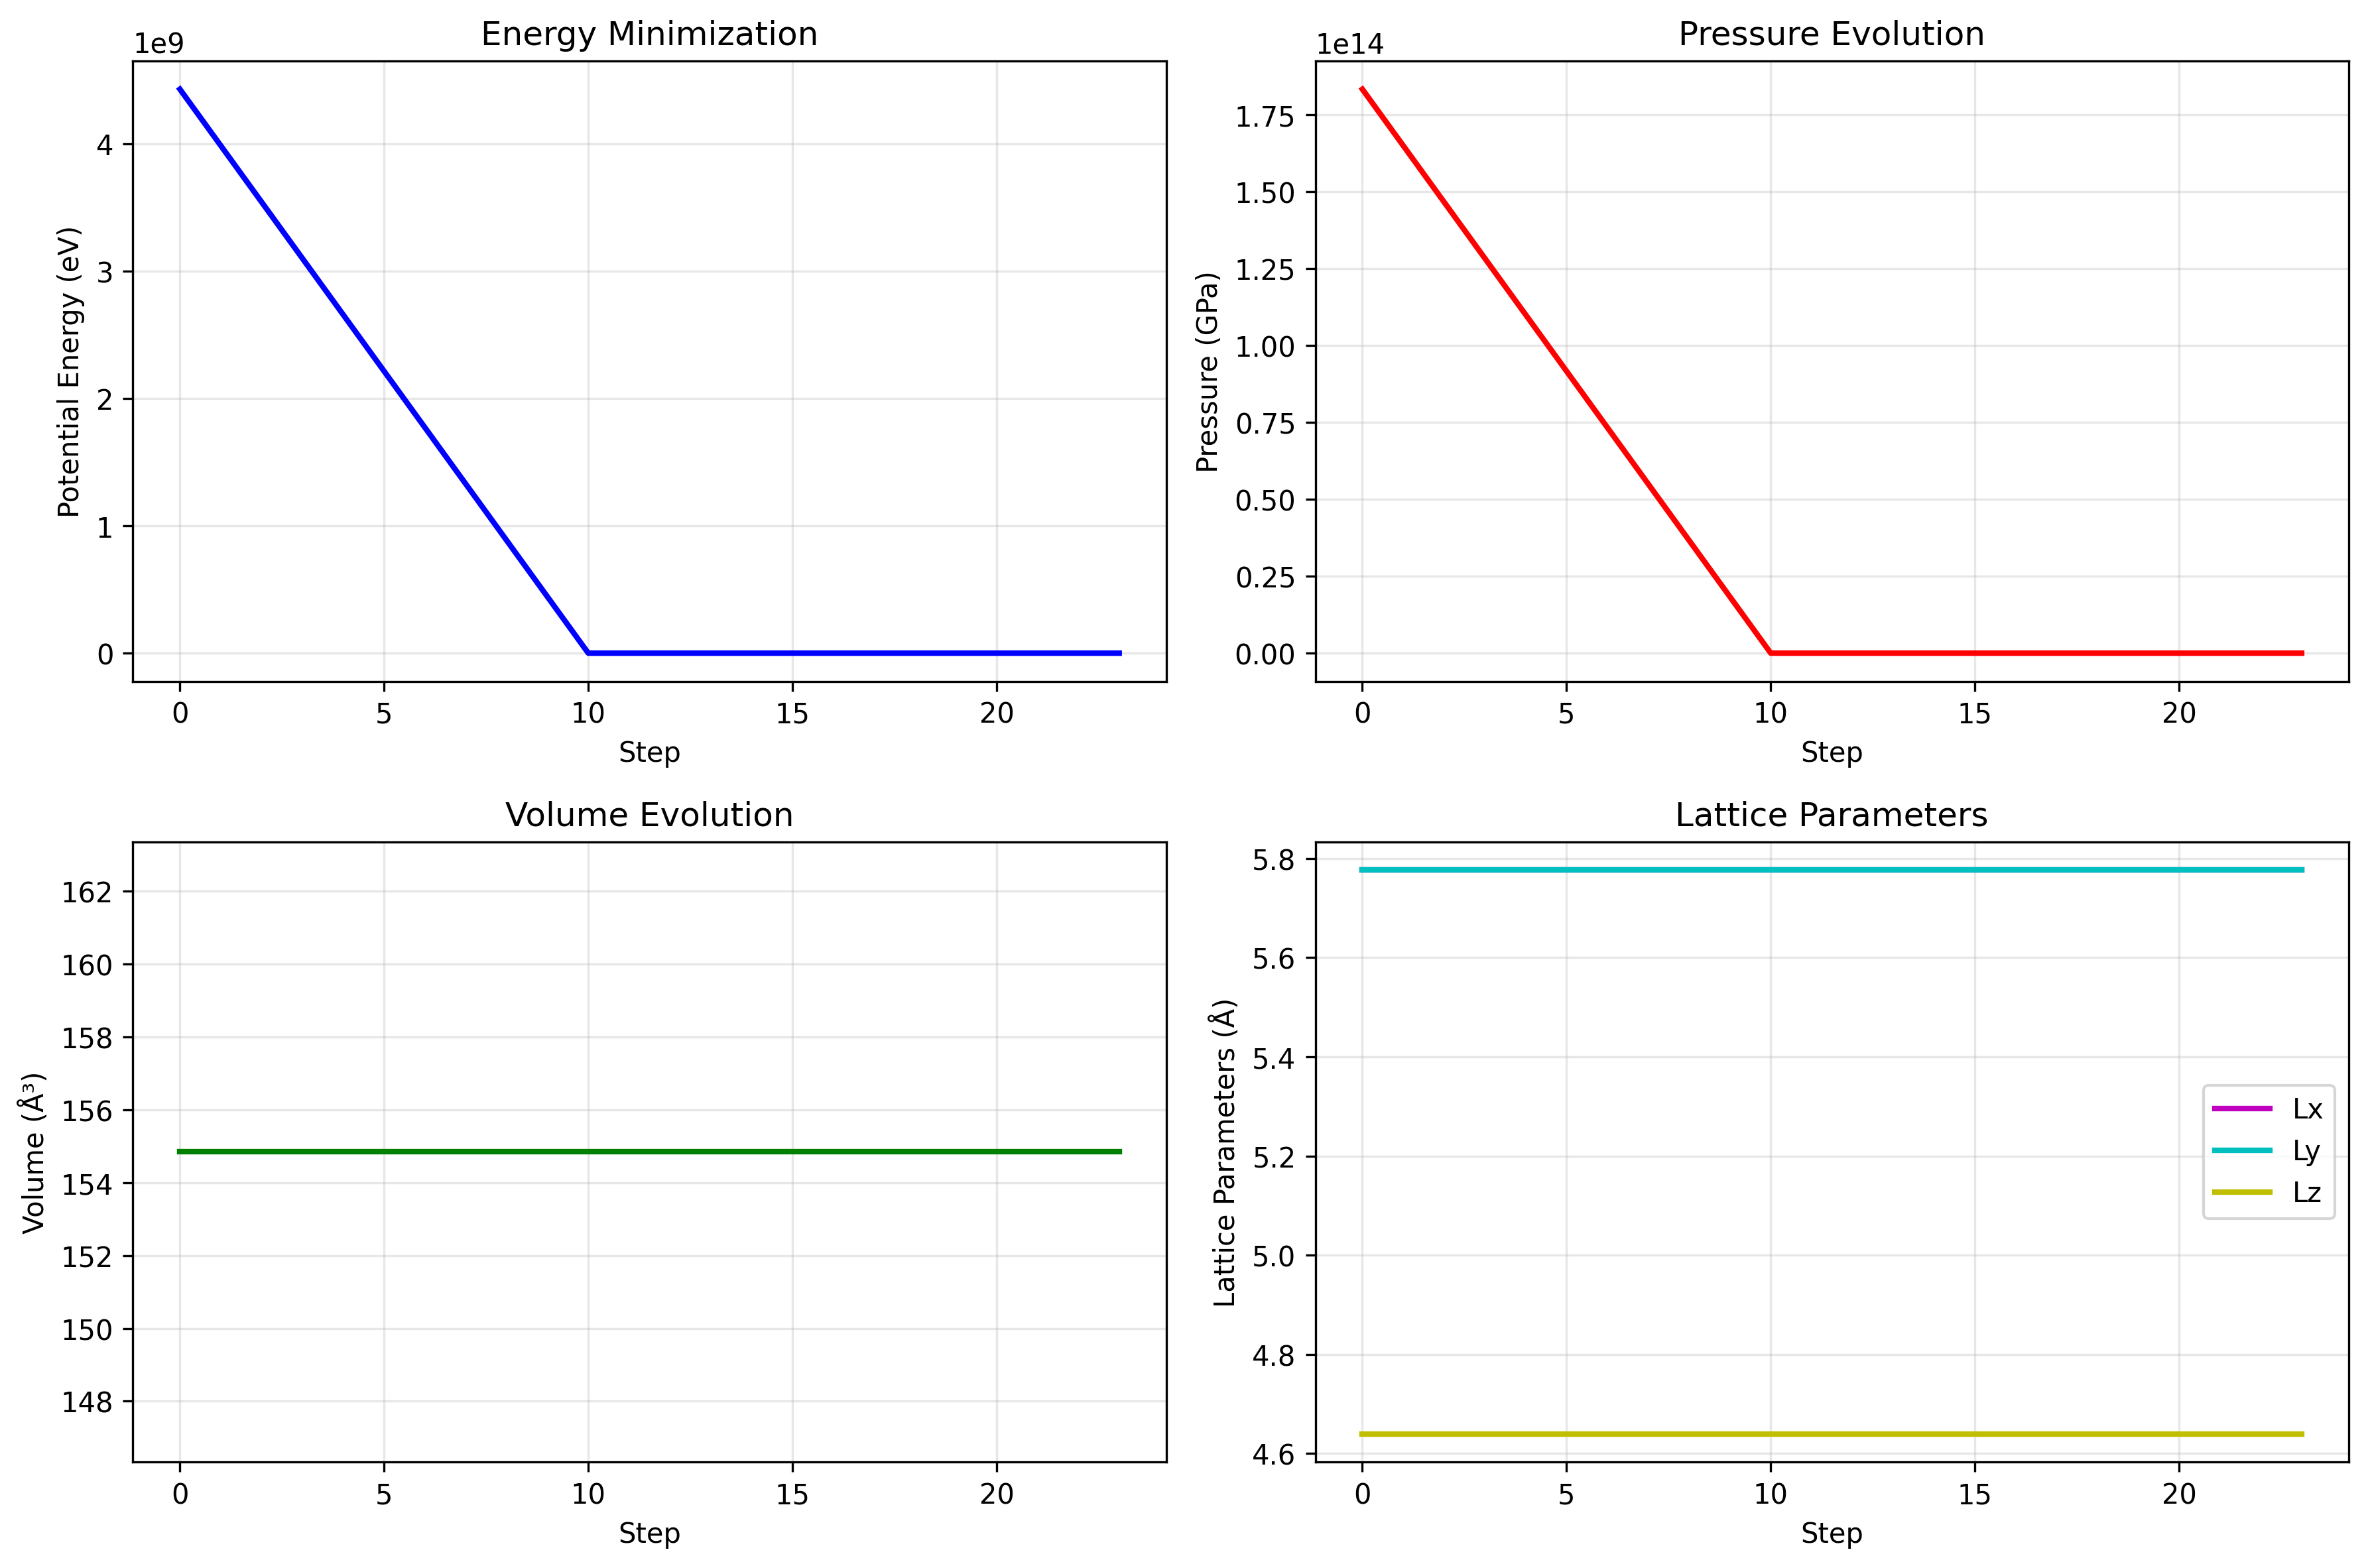 Energy Minimization
1e9
Potential Energy (eV)
4
3
2
1
0
0 5 10 15 20
Step
Pressure Evolution
1e14
Pressure (GPa)
1.75
1.50
1.25
1.00
0.75
0.50
0.25
0.00
0 5 10 15 20
Step
Volume Evolution
Volume (Å³)
162
160
158
156
154
152
150
148
0 5 10 15 20
Step
Lattice Parameters
Lattice Parameters (Å)
5.8
5.6
5.4
5.2
5.0
4.8
4.6
Lx
Ly
Lz
0 5 10 15 20
Step